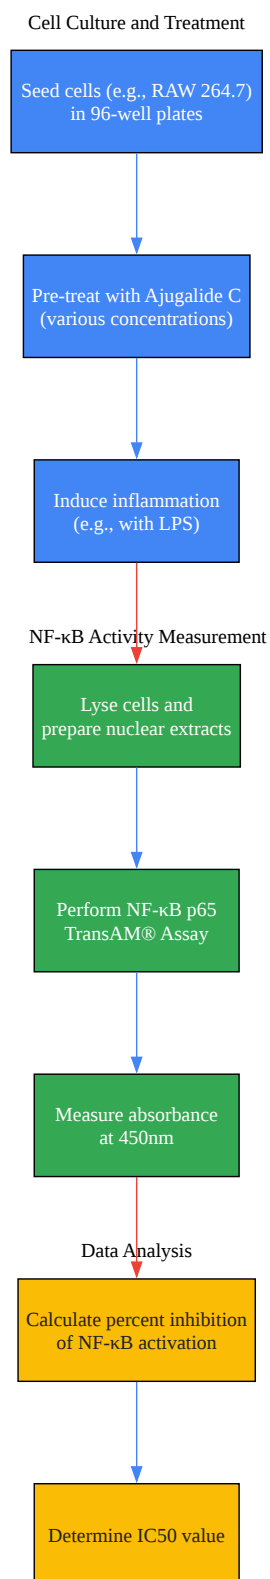 Cell Culture and Treatment
Seed cells (e.g., RAW 264.7)
in 96-well plates
Pre-treat with Ajugalide C
(various concentrations)
Induce inflammation
(e.g., with LPS)
NF-κB Activity Measurement
Lyse cells and
prepare nuclear extracts
Perform NF-κB p65
TransAM® Assay
Measure absorbance
at 450nm
Data Analysis
Calculate percent inhibition
of NF-κB activation
Determine IC50 value